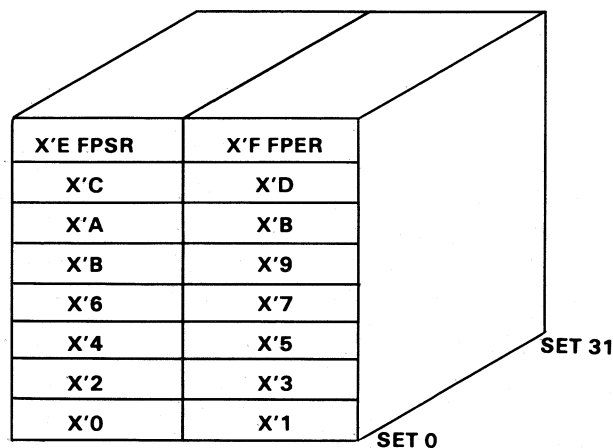 X'E FPSR X'F FPER
X'C X'D
X'A X'B
X'B X'9
X'6 X'7
X'4 X'5
X'2 X'3
X'0 X'1
SET 31
SET 0